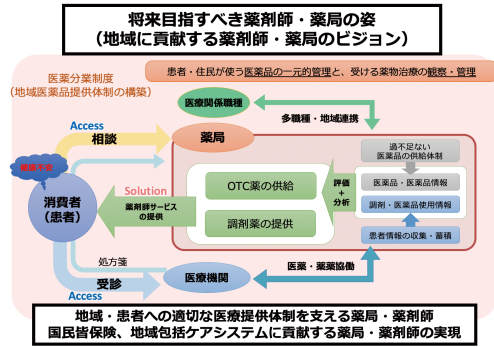 将来目指すべき薬剤師・薬局の姿
（地域に貢献する薬剤師・薬局のビジョン）
医薬分業制度
（地域医薬品提供体制の構築）
患者・住民が使う医薬品の一元的管理と、受ける薬物治療の観察・管理
医療関係職種
多職種・地域連携
Access
相談
薬局
過不足ない
医薬品の供給体制
健康不安
Solution
OTC薬の供給
評価
+
分析
医薬品・医薬品情報
消費者
（患者）
薬剤師サービス
の提供
調剤薬の提供
調剤・医薬品使用情報
患者情報の収集・蓄積
処方箋
受診
Access
医療機関
医薬・薬薬協働
地域・患者への適切な医療提供体制を支える薬局・薬剤師
国民皆保険、地域包括ケアシステムに貢献する薬局・薬剤師の実現